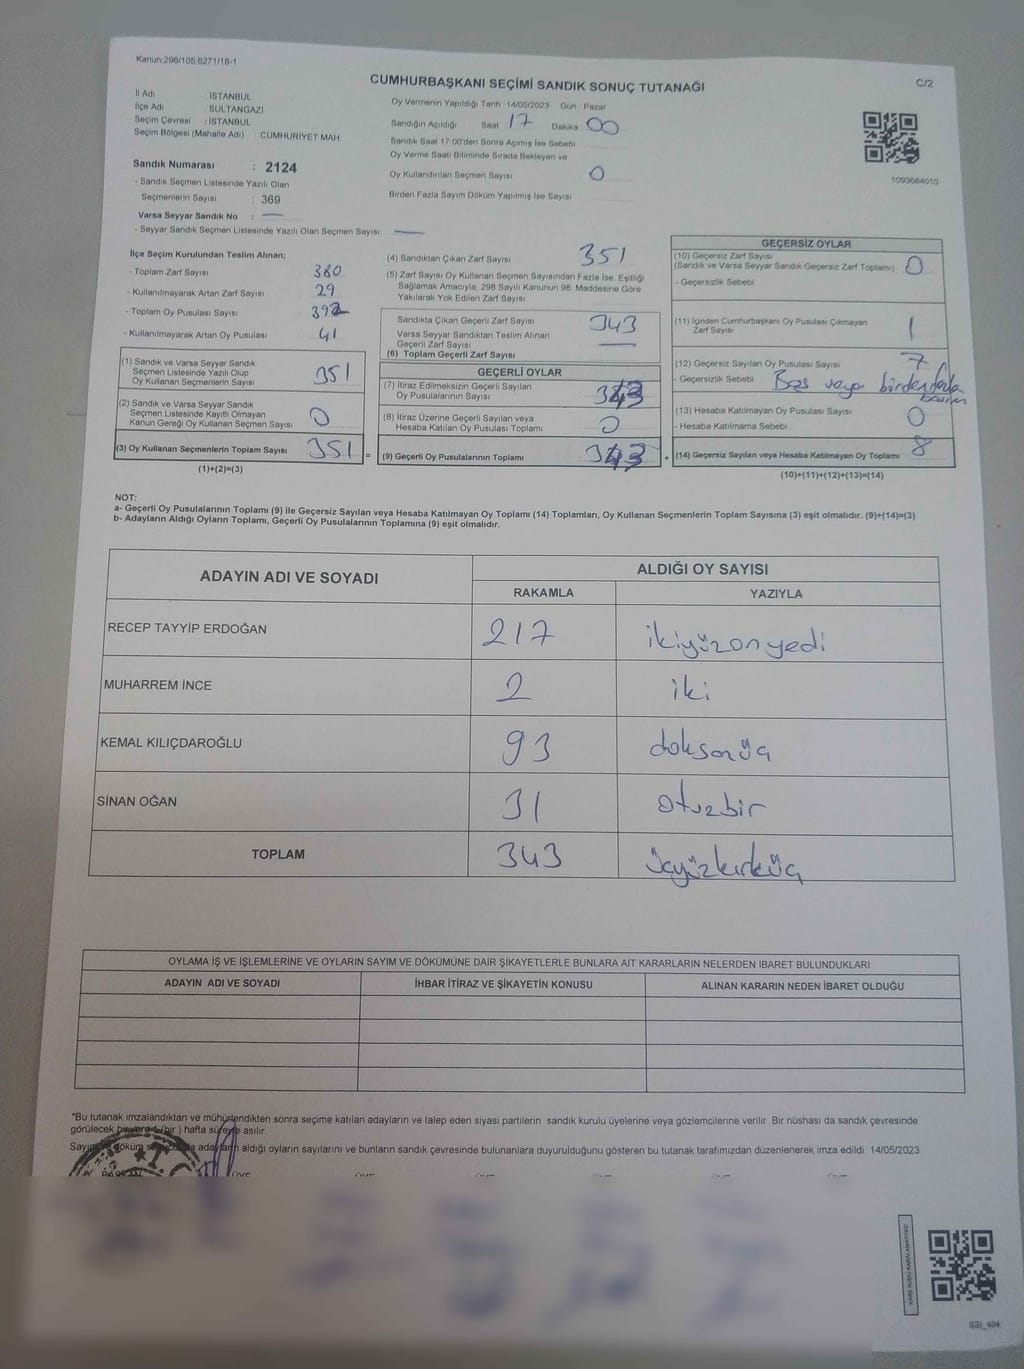 Kanun:298/105,6271/18-1
CUMHURBAŞKANI SEÇİMİ SANDIK SONUÇ TUTANAĞI
C/2
İl Adı : İSTANBUL
İlçe Adı : SULTANGAZİ
Seçim Çevresi : İSTANBUL
Seçim Bölgesi (Mahalle Adı) : CUMHURİYET MAH
Sandık Numarası : 2124
- Sandık Seçmen Listesinde Yazılı Olan
Seçmenlerin Sayısı : 369
Varsa Seyyar Sandık No : —
- Seyyar Sandık Seçmen Listesinde Yazılı Olan Seçmen Sayısı: —
Oy Vermenin Yapıldığı Tarih : 14/05/2023 Gün : Pazar
Sandığın Açıldığı Saat 17 Dakika 00
Sandık Saat 17:00'den Sonra Açılmış İse Sebebi
Oy Verme Saati Bitiminde Sırada Bekleyen ve
Oy Kullandırılan Seçmen Sayısı 0
Birden Fazla Sayım Döküm Yapılmış İse Sayısı
1093684010
İlçe Seçim Kurulundan Teslim Alınan;
- Toplam Zarf Sayısı 380
- Kullanılmayarak Artan Zarf Sayısı 29
- Toplam Oy Pusulası Sayısı 392
- Kullanılmayarak Artan Oy Pusulası 41
(1) Sandık ve Varsa Seyyar Sandık
Seçmen Listesinde Yazılı Olup
Oy Kullanan Seçmenlerin Sayısı 351
(2) Sandık ve Varsa Seyyar Sandık
Seçmen Listesinde Kayıtlı Olmayan
Kanun Gereği Oy Kullanan Seçmen Sayısı 0
(3) Oy Kullanan Seçmenlerin Toplam Sayısı 351 =
(1)+(2)=(3)
(4) Sandıktan Çıkan Zarf Sayısı 351
(5) Zarf Sayısı Oy Kullanan Seçmen Sayısından Fazla İse, Eşitliği
Sağlamak Amacıyla, 298 Sayılı Kanunun 98. Maddesine Göre
Yakılarak Yok Edilen Zarf Sayısı
Sandıkta Çıkan Geçerli Zarf Sayısı 343
Varsa Seyyar Sandıktan Teslim Alınan
Geçerli Zarf Sayısı —
(6) Toplam Geçerli Zarf Sayısı
GEÇERLİ OYLAR
(7) İtiraz Edilmeksizin Geçerli Sayılan
Oy Pusulalarının Sayısı 343
(8) İtiraz Üzerine Geçerli Sayılan veya
Hesaba Katılan Oy Pusulası Toplamı 0
(9) Geçerli Oy Pusulalarının Toplamı 343 +
GEÇERSİZ OYLAR
(10) Geçersiz Zarf Sayısı
(Sandık ve Varsa Seyyar Sandık Geçersiz Zarf Toplamı) 0
- Geçersizlik Sebebi
(11) İçinden Cumhurbaşkanı Oy Pusulası Çıkmayan
Zarf Sayısı 1
(12) Geçersiz Sayılan Oy Pusulası Sayısı 7
- Geçersizlik Sebebi Boş veya birden fazla
basım
(13) Hesaba Katılmayan Oy Pusulası Sayısı 0
- Hesaba Katılmama Sebebi
(14) Geçersiz Sayılan veya Hesaba Katılmayan Oy Toplamı 8
(10)+(11)+(12)+(13)=(14)
NOT:
a- Geçerli Oy Pusulalarının Toplamı (9) ile Geçersiz Sayılan veya Hesaba Katılmayan Oy Toplamı (14) Toplamları, Oy Kullanan Seçmenlerin Toplam Sayısına (3) eşit olmalıdır. (9)+(14)=(3)
b- Adayların Aldığı Oyların Toplamı, Geçerli Oy Pusulalarının Toplamına (9) eşit olmalıdır.
ADAYIN ADI VE SOYADI
ALDIĞI OY SAYISI
RAKAMLA YAZIYLA
RECEP TAYYİP ERDOĞAN 217 ikiyüzonyedi
MUHARREM İNCE 2 iki
KEMAL KILIÇDAROĞLU 93 doksanüç
SİNAN OĞAN 31 otuzbir
TOPLAM 343 üçyüzkırküç
OYLAMA İŞ VE İŞLEMLERİNE VE OYLARIN SAYIM VE DÖKÜMÜNE DAİR ŞİKAYETLERLE BUNLARA AİT KARARLARIN NELERDEN İBARET BULUNDUKLARI
ADAYIN ADI VE SOYADI İHBAR İTİRAZ VE ŞİKAYETİN KONUSU ALINAN KARARIN NEDEN İBARET OLDUĞU
*Bu tutanak imzalandıktan ve mühürlendikten sonra seçime katılan adayların ve talep eden siyasi partilerin sandık kurulu üyelerine veya gözlemcilerine verilir. Bir nüshası da sandık çevresinde
görülecek bir yere 1 (bir) hafta süreyle asılır.
Sayım döküm adayların aldığı oyların sayılarını ve bunların sandık çevresinde bulunanlara duyurulduğunu gösteren bu tutanak tarafımızdan düzenlenerek imza edildi. 14/05/2023
SSI_404